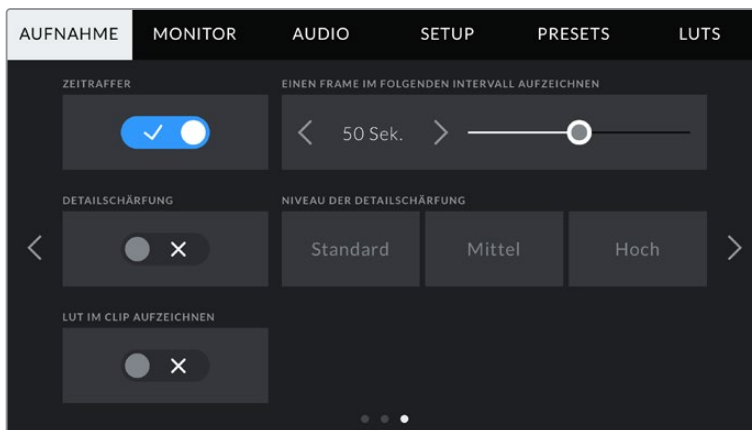 AUFNAHME MONITOR AUDIO SETUP PRESETS LUTS
ZEITRAFFER EINEN FRAME IM FOLGENDEN INTERVALL AUFZEICHNEN
50 Sek.
DETAILSCHÄRFUNG NIVEAU DER DETAILSCHÄRFUNG
Standard Mittel Hoch
LUT IM CLIP AUFZEICHNEN